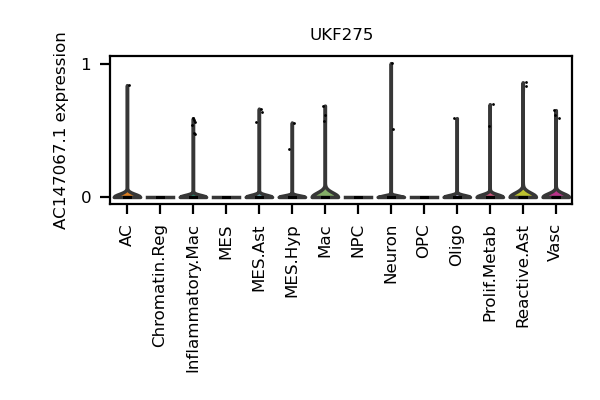 UKF275
AC147067.1 expression
1
0
AC
Chromatin.Reg
Inflammatory.Mac
MES
MES.Ast
MES.Hyp
Mac
NPC
Neuron
OPC
Oligo
Prolif.Metab
Reactive.Ast
Vasc